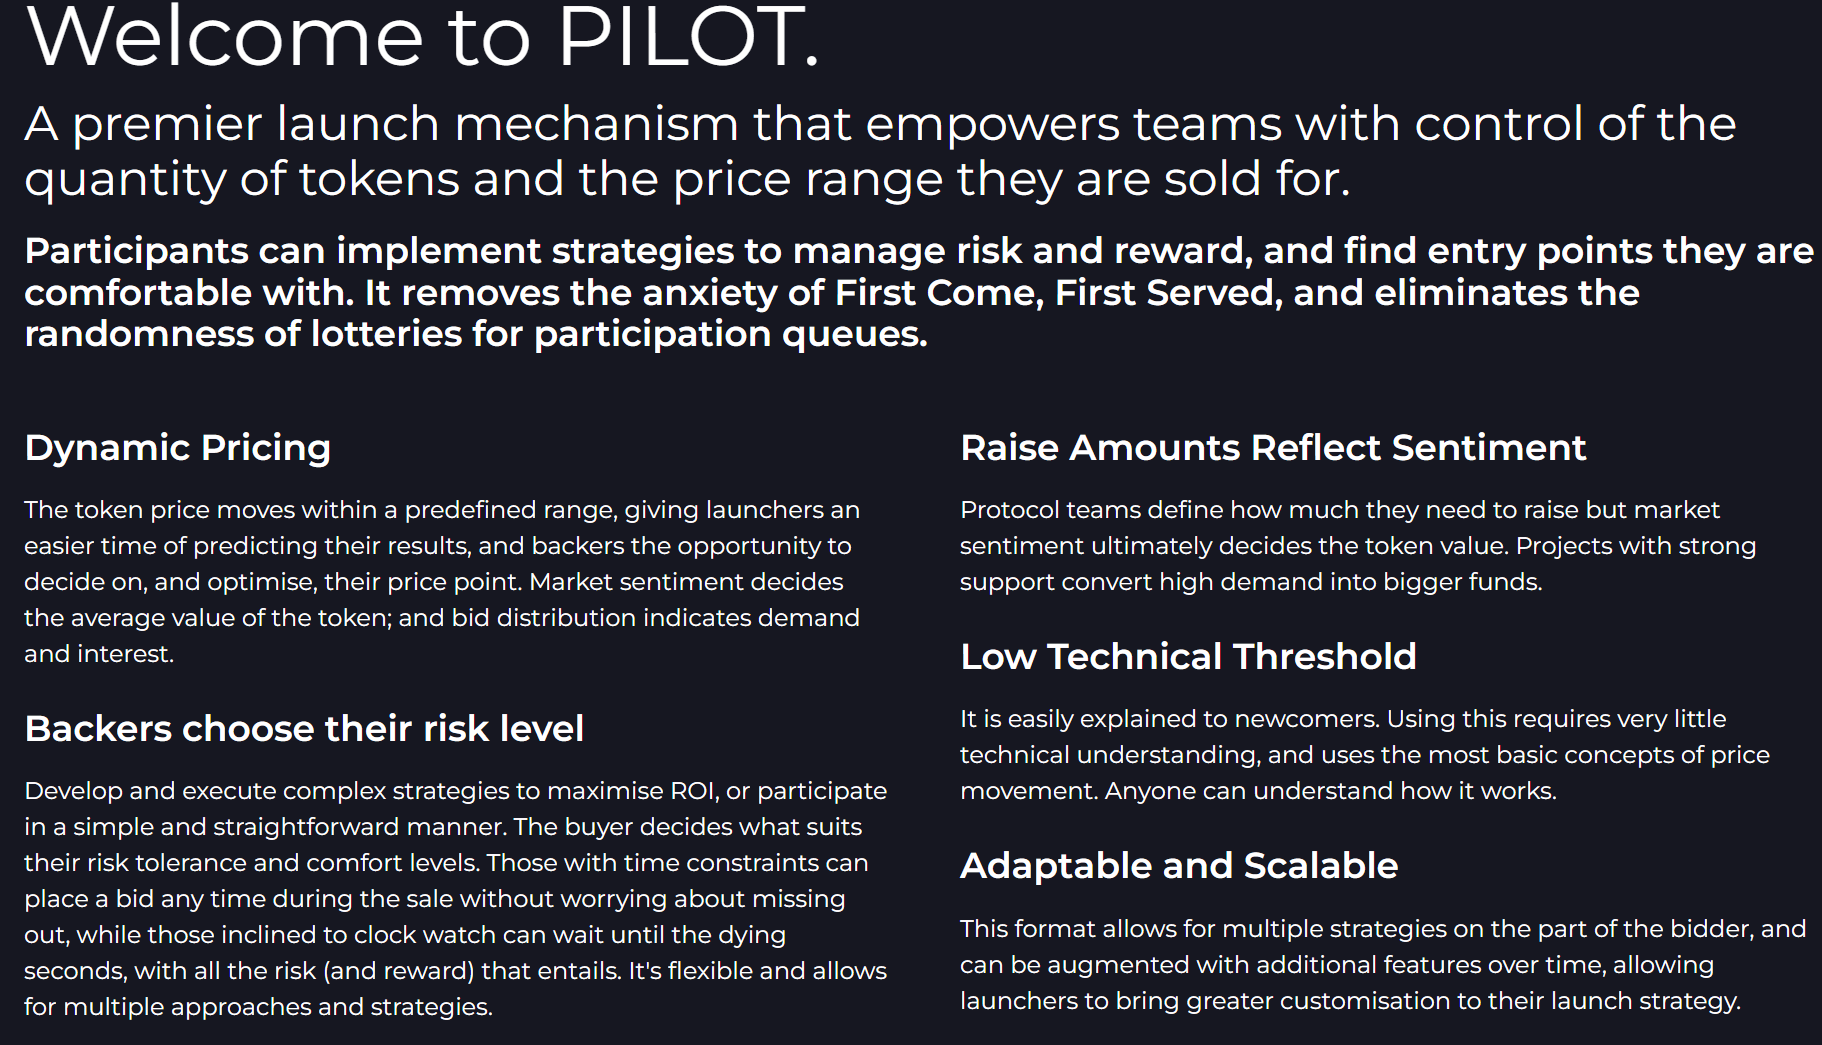 Welcome to PILOT.
A premier launch mechanism that empowers teams with control of the
quantity of tokens and the price range they are sold for.
Participants can implement strategies to manage risk and reward, and find entry points they are
comfortable with. It removes the anxiety of First Come, First Served, and eliminates the
randomness of lotteries for participation queues.
Dynamic Pricing
The token price moves within a predefined range, giving launchers an
easier time of predicting their results, and backers the opportunity to
decide on, and optimise, their price point. Market sentiment decides
the average value of the token; and bid distribution indicates demand
and interest.
Backers choose their risk level
Develop and execute complex strategies to maximise ROI, or participate
in a simple and straightforward manner. The buyer decides what suits
their risk tolerance and comfort levels. Those with time constraints can
place a bid any time during the sale without worrying about missing
out, while those inclined to clock watch can wait until the dying
seconds, with all the risk (and reward) that entails. It's flexible and allows
for multiple approaches and strategies.
Raise Amounts Reflect Sentiment
Protocol teams define how much they need to raise but market
sentiment ultimately decides the token value. Projects with strong
support convert high demand into bigger funds.
Low Technical Threshold
It is easily explained to newcomers. Using this requires very little
technical understanding, and uses the most basic concepts of price
movement. Anyone can understand how it works.
Adaptable and Scalable
This format allows for multiple strategies on the part of the bidder, and
can be augmented with additional features over time, allowing
launchers to bring greater customisation to their launch strategy.